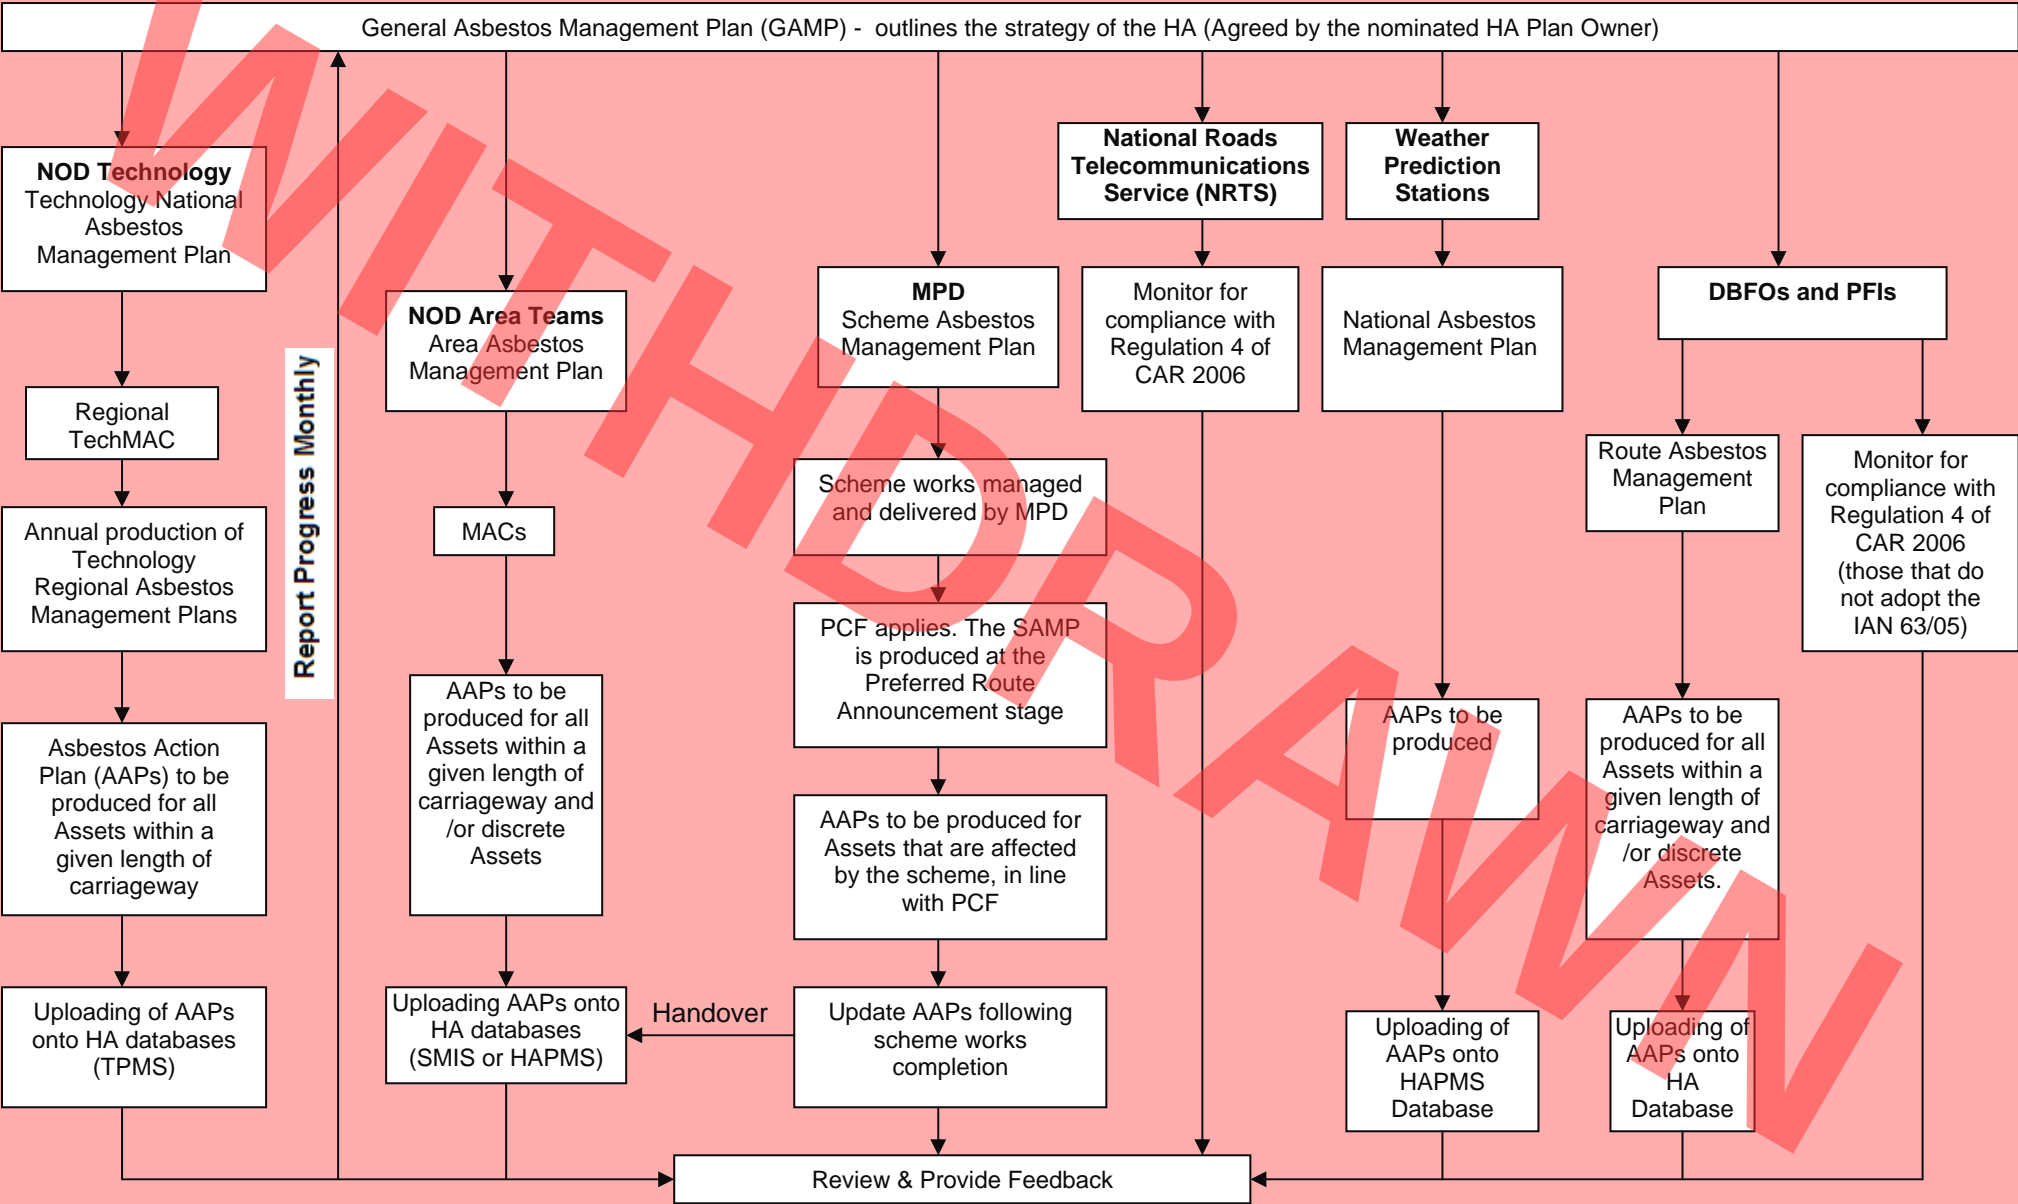 General Asbestos Management Plan (GAMP) - outlines the strategy of the HA (Agreed by the nominated HA Plan Owner)
NOD Technology
Technology National
Asbestos
Management Plan
Regional
TechMAC
Annual production of
Technology
Regional Asbestos
Management Plans
Asbestos Action
Plan (AAPs) to be
produced for all
Assets within a
given length of
carriageway
Uploading of AAPs
onto HA databases
(TPMS)
Report Progress Monthly
NOD Area Teams
Area Asbestos
Management Plan
MACs
AAPs to be
produced for all
Assets within a
given length of
carriageway and
/or discrete
Assets
Uploading AAPs onto
HA databases
(SMIS or HAPMS)
Handover
MPD
Scheme Asbestos
Management Plan
Scheme works managed
and delivered by MPD
PCF applies. The SAMP
is produced at the
Preferred Route
Announcement stage
AAPs to be produced for
Assets that are affected
by the scheme, in line
with PCF
Update AAPs following
scheme works
completion
National Roads
Telecommunications
Service (NRTS)
Monitor for
compliance with
Regulation 4 of
CAR 2006
Weather
Prediction
Stations
National Asbestos
Management Plan
AAPs to be
produced
Uploading of
AAPs onto
HAPMS
Database
DBFOs and PFIs
Route Asbestos
Management
Plan
AAPs to be
produced for all
Assets within a
given length of
carriageway and
/or discrete
Assets.
Uploading of
AAPs onto
HA
Database
Monitor for
compliance with
Regulation 4 of
CAR 2006
(those that do
not adopt the
IAN 63/05)
Review & Provide Feedback
WITHDRAWN